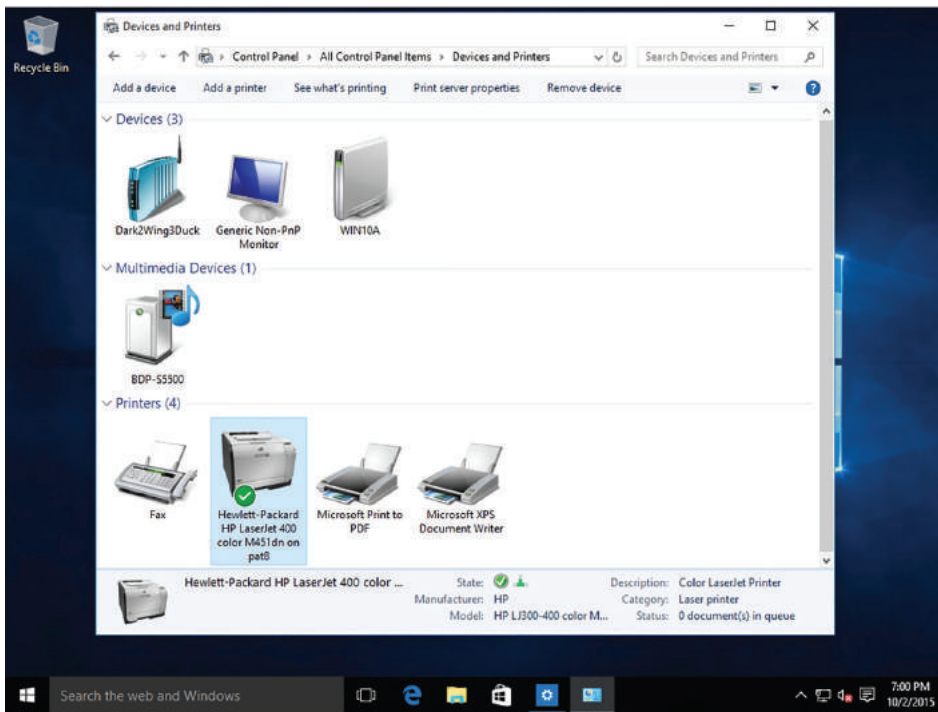 Recycle Bin
Devices and Printers
Control Panel > All Control Panel Items > Devices and Printers
Search Devices and Printers
Add a device Add a printer See what's printing Print server properties Remove device
Devices (3)
Dark2Wing3Duck
Generic Non-PnP
Monitor
WIN10A
Multimedia Devices (1)
BDP-S5500
Printers (4)
Fax
Hewlett-Packard
HP LaserJet 400
color M451dn on
pat8
Microsoft Print to
PDF
Microsoft XPS
Document Writer
Hewlett-Packard HP LaserJet 400 color ...
State:
Manufacturer: HP
Model: HP LJ300-400 color M...
Description: Color LaserJet Printer
Category: Laser printer
Status: 0 document(s) in queue
Search the web and Windows
7:00 PM
10/2/2015